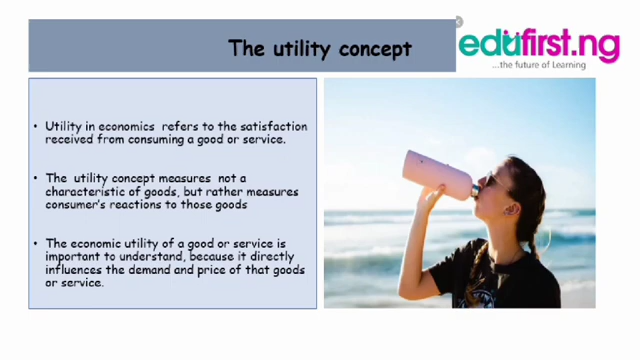 The utility concept
edufirst.ng
...the future of Learning
• Utility in economics refers to the satisfaction
received from consuming a good or service.
• The utility concept measures not a
characteristic of goods, but rather measures
consumer's reactions to those goods
• The economic utility of a good or service is
important to understand, because it directly
influences the demand and price of that goods
or service.